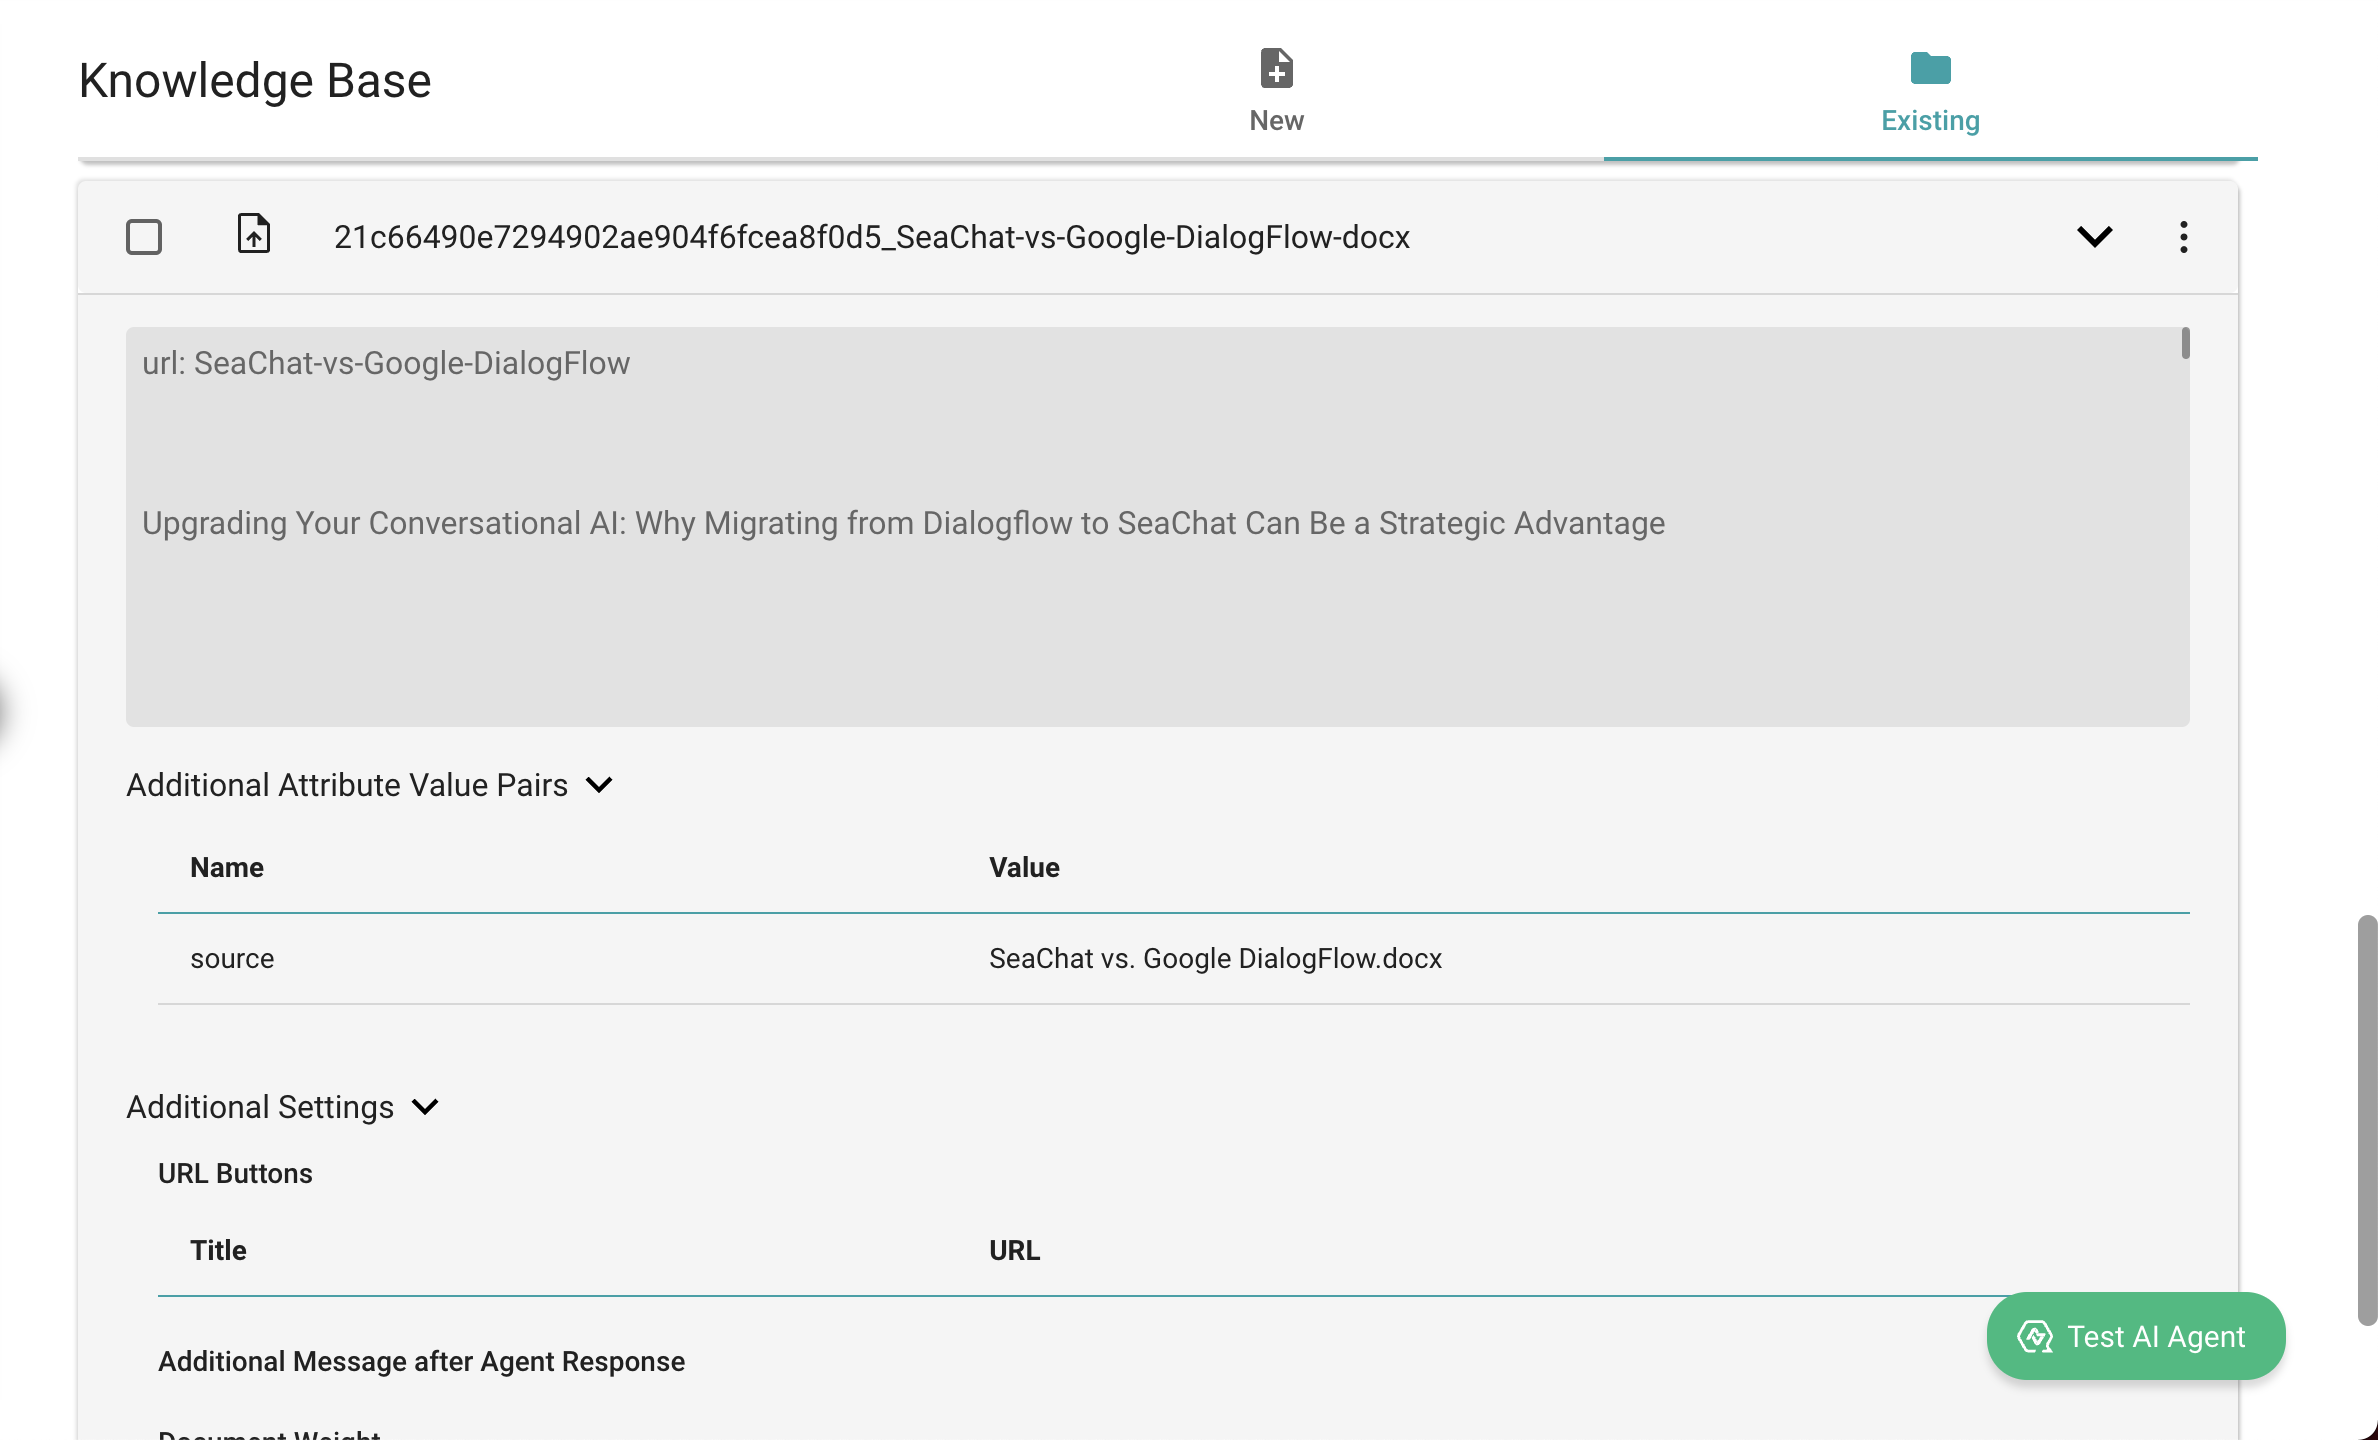 Knowledge Base
New
Existing
21c66490e7294902ae904f6fcea8f0d5_SeaChat-vs-Google-DialogFlow-docx
url: SeaChat-vs-Google-DialogFlow
Upgrading Your Conversational AI: Why Migrating from Dialogflow to SeaChat Can Be a Strategic Advantage
Additional Attribute Value Pairs
Name Value
source SeaChat vs. Google DialogFlow.docx
Additional Settings
URL Buttons
Title URL
Test AI Agent
Additional Message after Agent Response
Document Weight